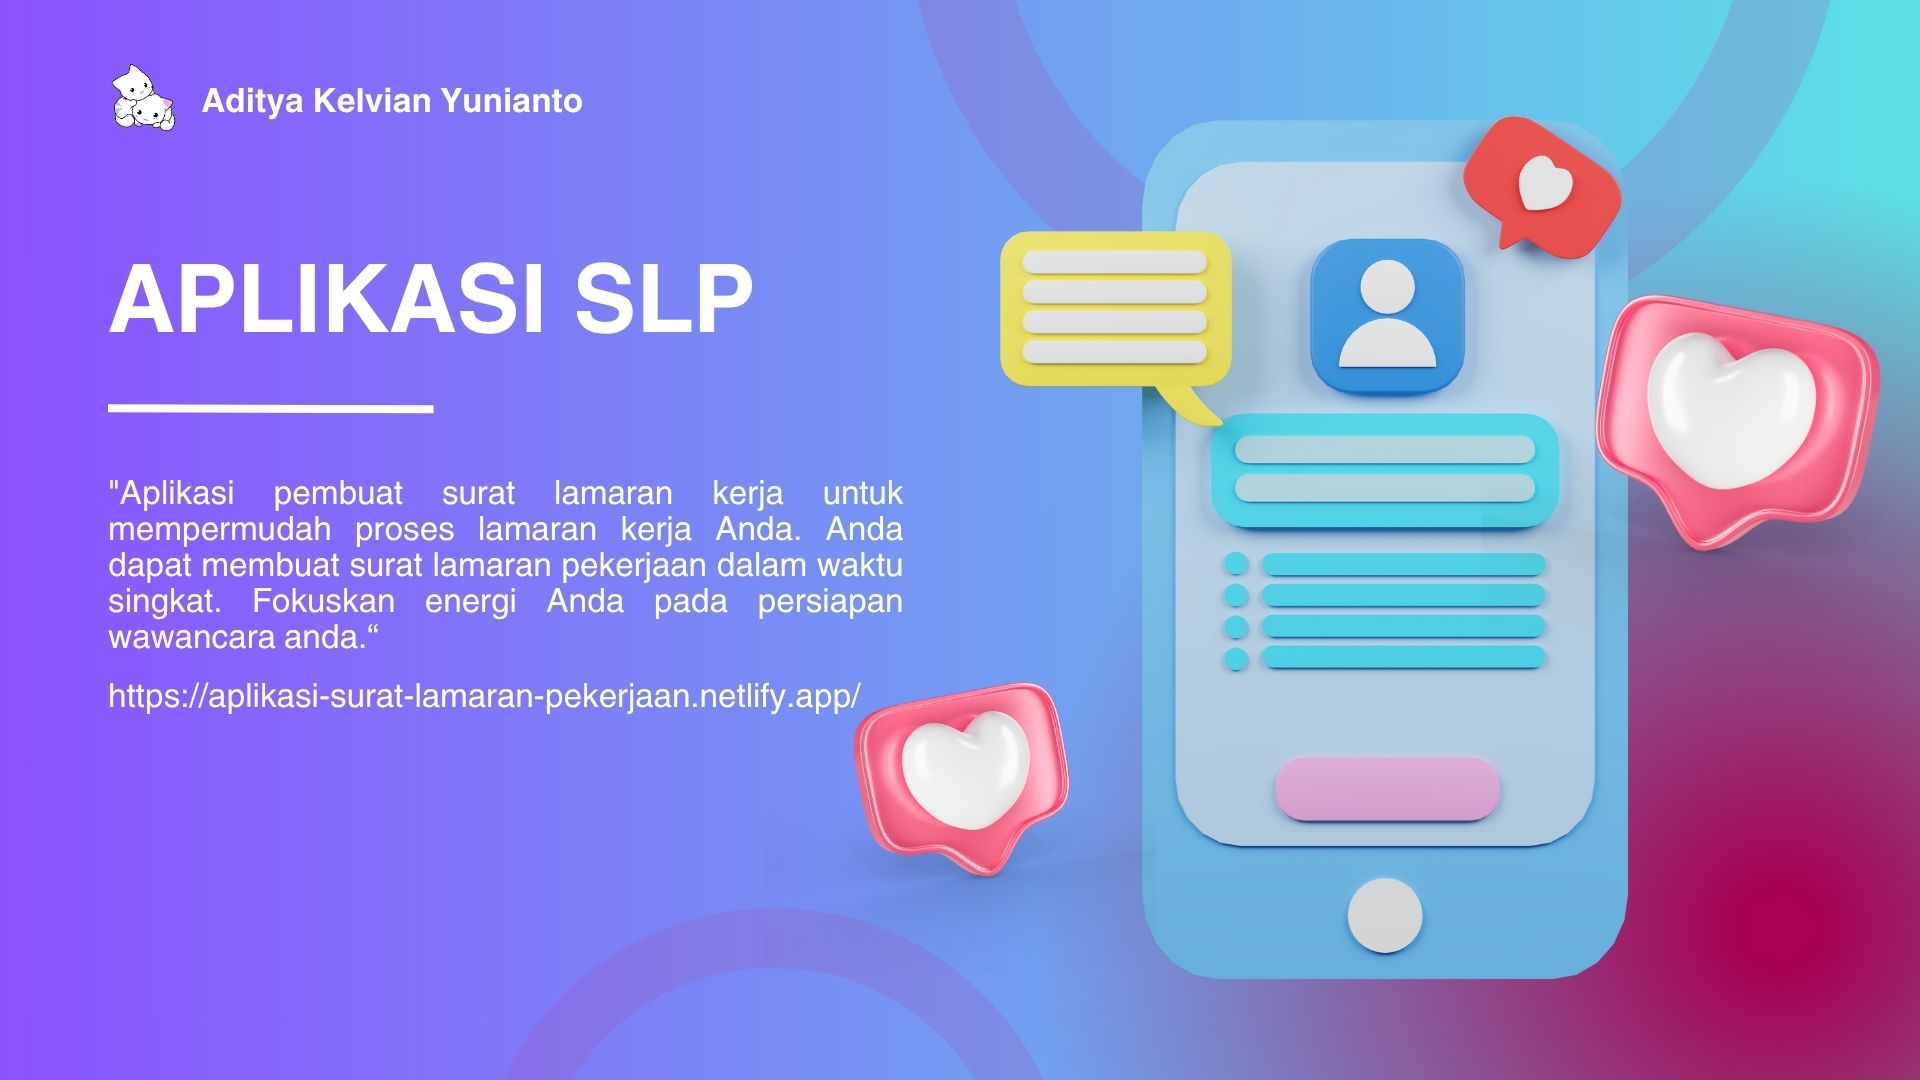 Aditya Kelvian Yunianto
APLIKASI SLP
"Aplikasi pembuat surat lamaran kerja untuk
mempermudah proses lamaran kerja Anda. Anda
dapat membuat surat lamaran pekerjaan dalam waktu
singkat. Fokuskan energi Anda pada persiapan
wawancara anda.“
https://aplikasi-surat-lamaran-pekerjaan.netlify.app/